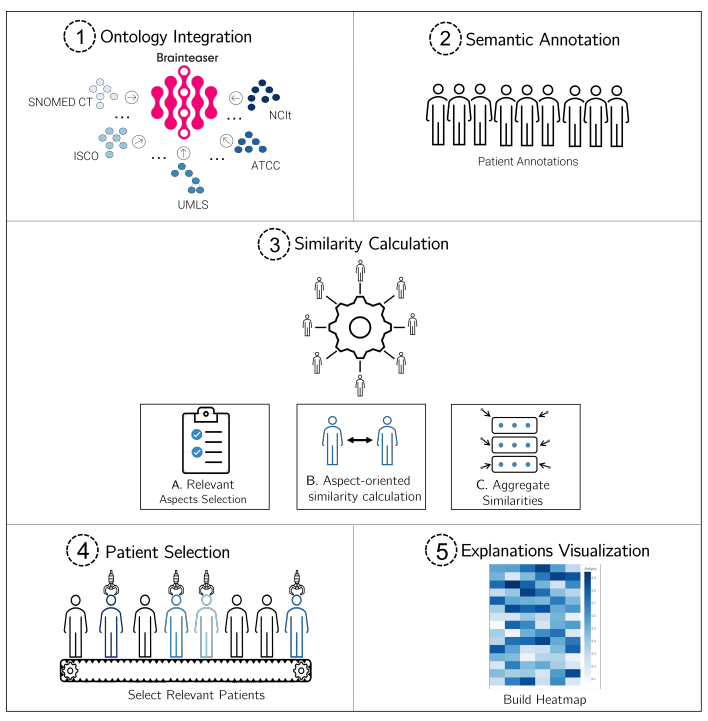 1 Ontology Integration
Brainteaser
SNOMED CT
NCIt
...
...
ISCO
...
...
ATCC
UMLS
2 Semantic Annotation
Patient Annotations
3 Similarity Calculation
A. Relevant
Aspects Selection
B. Aspect-oriented
similarity calculation
C. Aggregate
Similarities
4 Patient Selection
Select Relevant Patients
5 Explanations Visualization
Build Heatmap